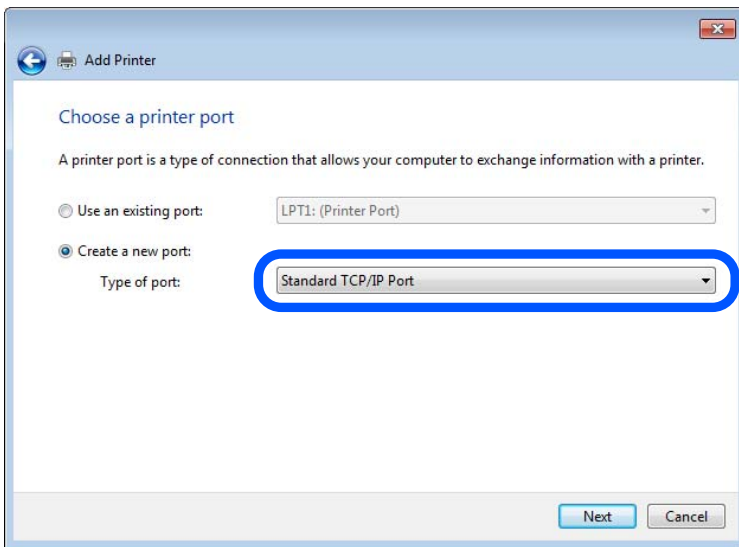 Add Printer
Choose a printer port
A printer port is a type of connection that allows your computer to exchange information with a printer.
Use an existing port: LPT1: (Printer Port)
Create a new port:
Type of port: Standard TCP/IP Port
Next Cancel